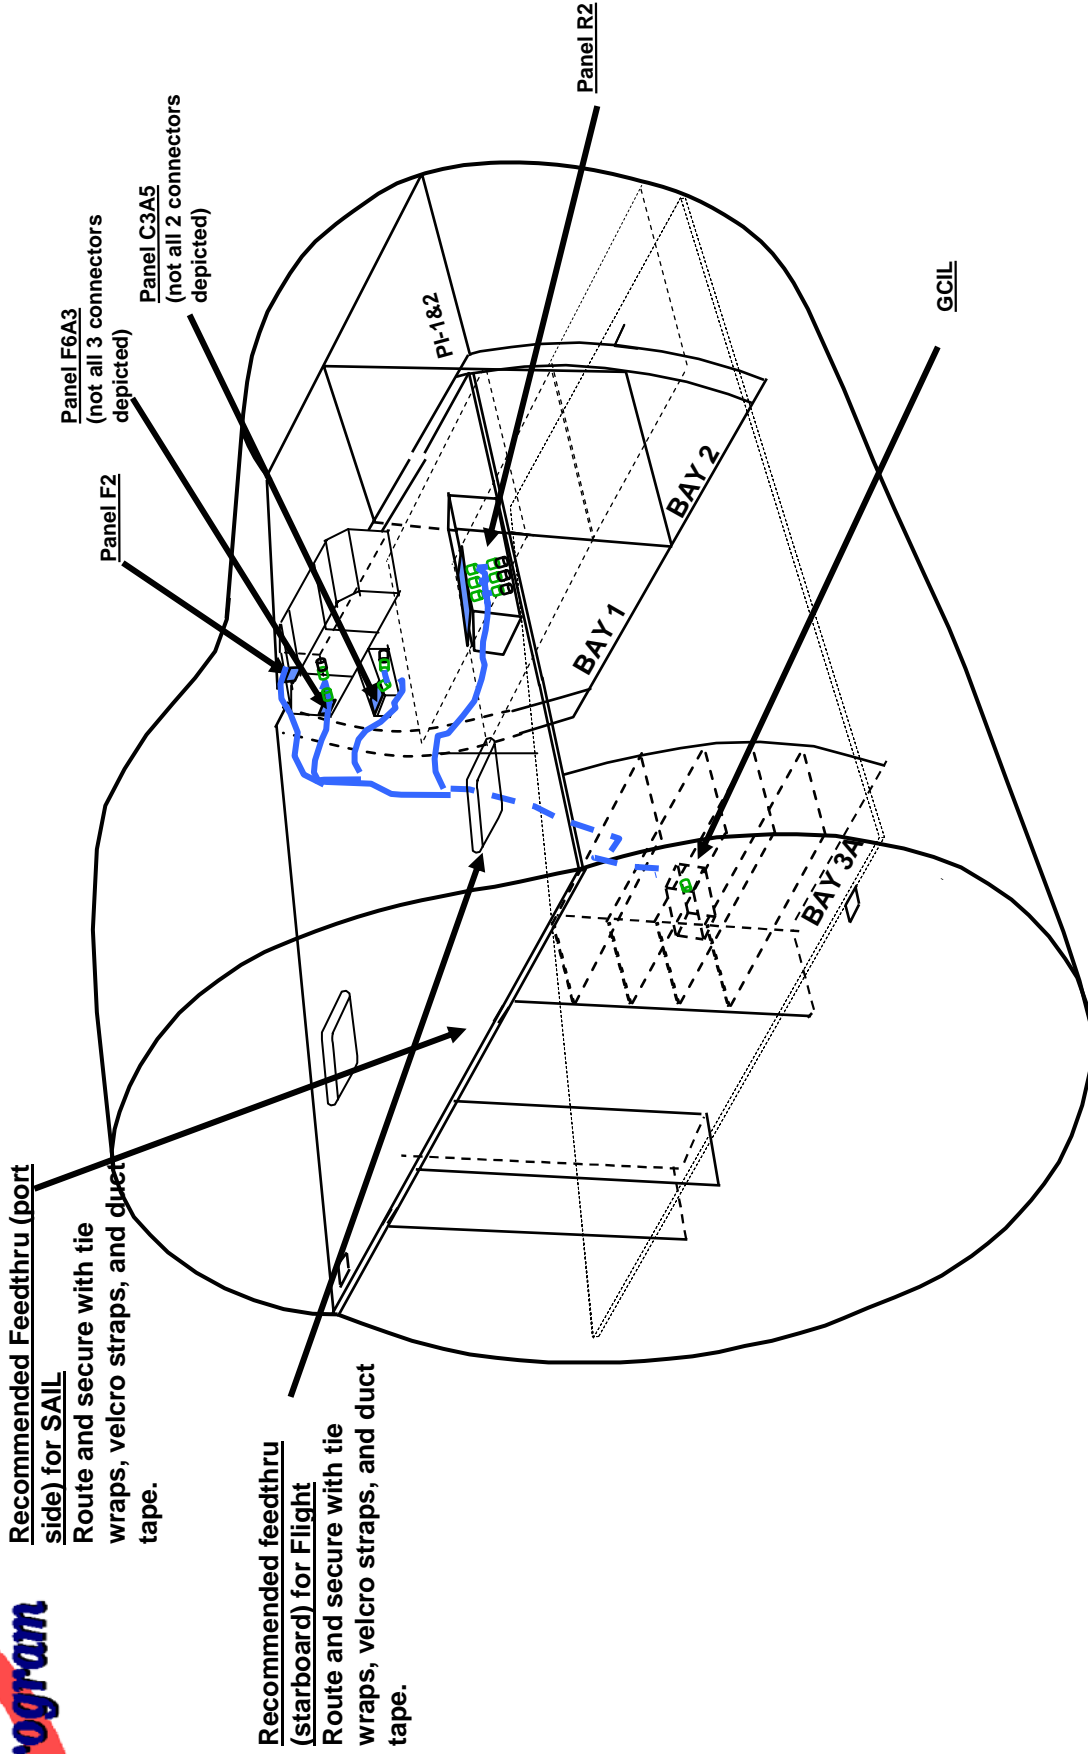 ogram
Recommended Feedthru (port
side) for SAIL
Route and secure with tie
wraps, velcro straps, and duct
tape.
Recommended feedthru
(starboard) for Flight
Route and secure with tie
wraps, velcro straps, and duct
tape.
Panel F2
Panel F6A3
(not all 3 connectors
depicted)
Panel C3A5
(not all 2 connectors
depicted)
PI-1&2
Panel R2
GCIL
BAY 1
BAY 2
BAY 3A